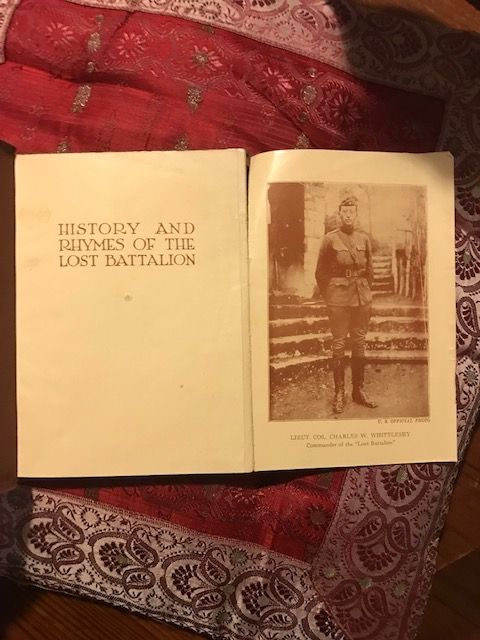 HISTORY AND
RHYMES OF THE
LOST BATTALION
U. S. OFFICIAL PHOTO
LIEUT. COL. CHARLES W. WHITTLESEY
Commander of the "Lost Battalion"